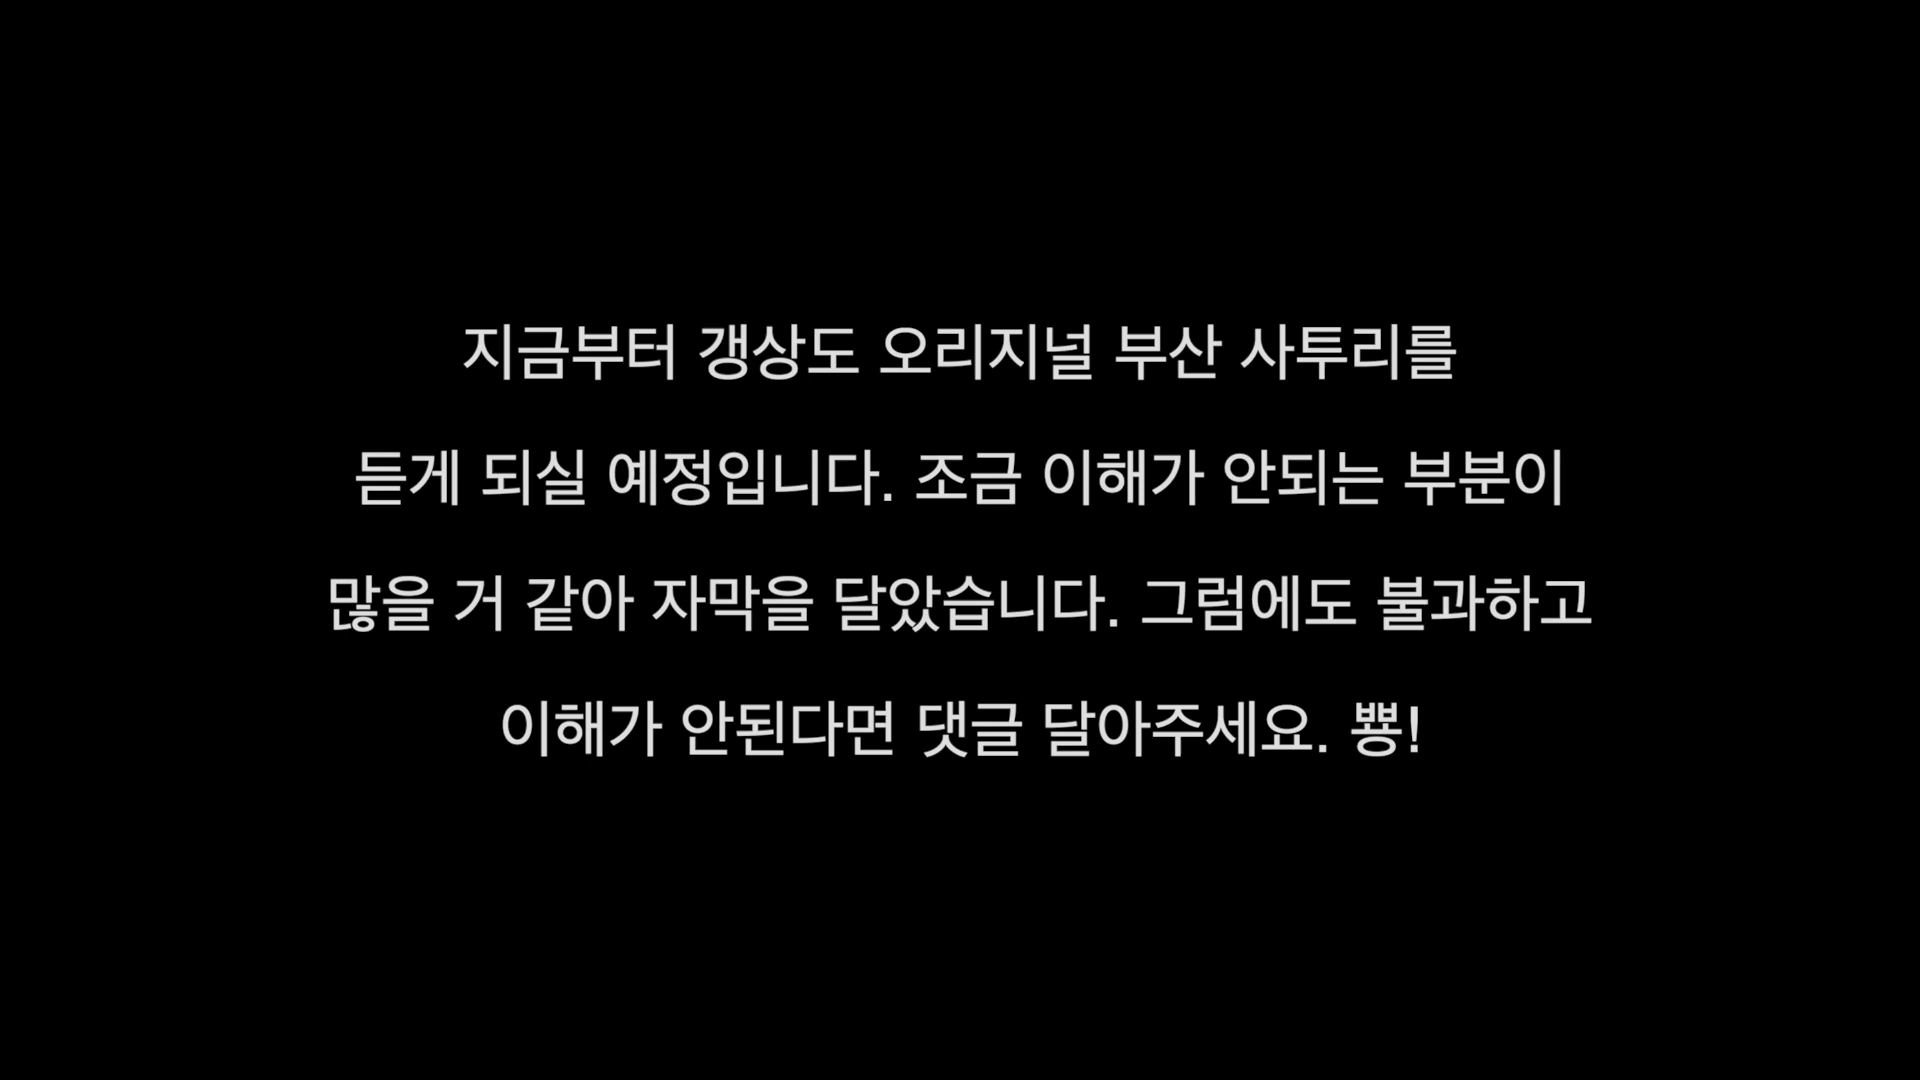 지금부터 갱상도 오리지널 부산 사투리를
듣게 되실 예정입니다. 조금 이해가 안되는 부분이
많을 거 같아 자막을 달았습니다. 그럼에도 불과하고
이해가 안된다면 댓글 달아주세요. 뿅!